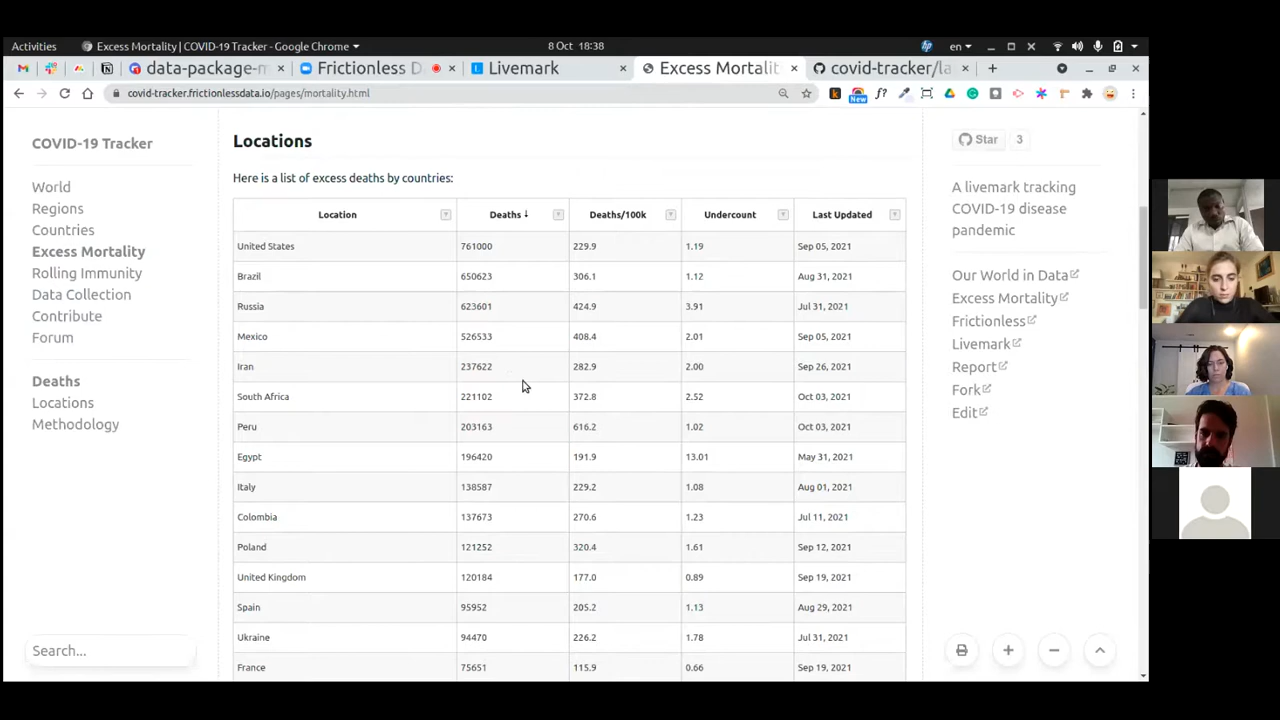 Activities
Excess Mortality | COVID-19 Tracker - Google Chrome
8 Oct 18:38
en
data-package-m
Frictionless D
Livemark
Excess Mortalit
covid-tracker/la
covid-tracker.frictionlessdata.io/pages/mortality.html
f?
New
COVID-19 Tracker
World
Regions
Countries
Excess Mortality
Rolling Immunity
Data Collection
Contribute
Forum
Deaths
Locations
Methodology
Search...
Locations
Here is a list of excess deaths by countries:
Location Deaths ↓ Deaths/100k Undercount Last Updated
United States 761000 229.9 1.19 Sep 05, 2021
Brazil 650623 306.1 1.12 Aug 31, 2021
Russia 623601 424.9 3.91 Jul 31, 2021
Mexico 526533 408.4 2.01 Sep 05, 2021
Iran 237622 282.9 2.00 Sep 26, 2021
South Africa 221102 372.8 2.52 Oct 03, 2021
Peru 203163 616.2 1.02 Oct 03, 2021
Egypt 196420 191.9 13.01 May 31, 2021
Italy 138587 229.2 1.08 Aug 01, 2021
Colombia 137673 270.6 1.23 Jul 11, 2021
Poland 121252 320.4 1.61 Sep 12, 2021
United Kingdom 120184 177.0 0.89 Sep 19, 2021
Spain 95952 205.2 1.13 Aug 29, 2021
Ukraine 94470 226.2 1.78 Jul 31, 2021
France 75651 115.9 0.66 Sep 19, 2021
Star 3
A livemark tracking
COVID-19 disease
pandemic
Our World in Data
Excess Mortality
Frictionless
Livemark
Report
Fork
Edit